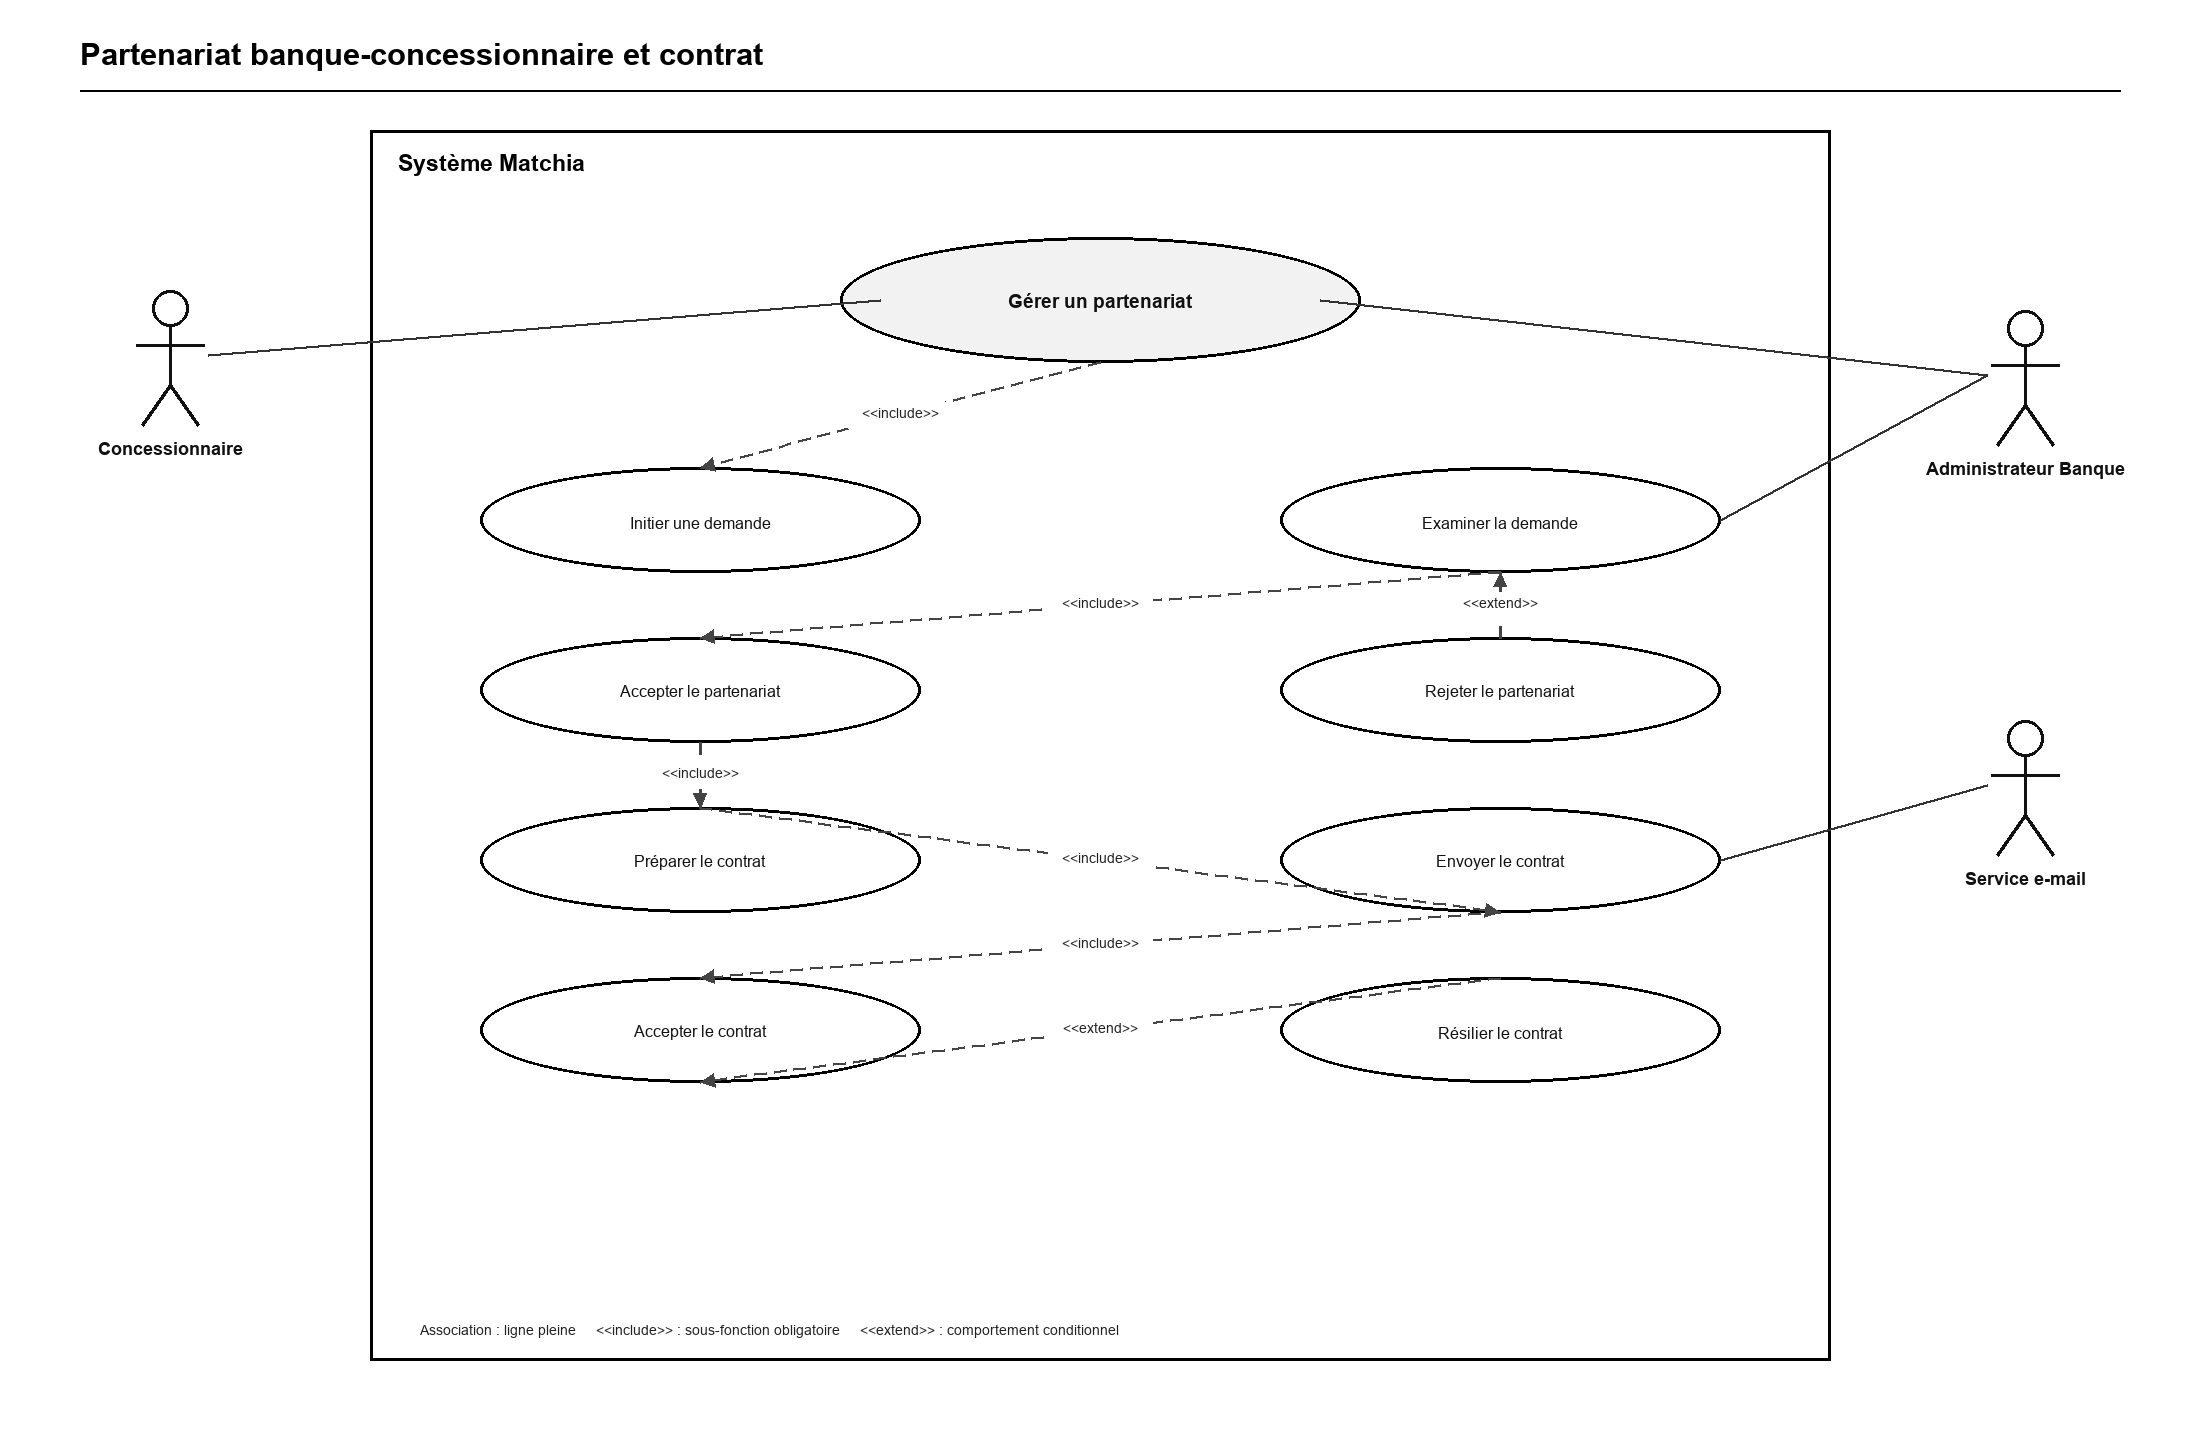 Partenariat banque-concessionnaire et contrat
Système Matchia
Gérer un partenariat
Concessionnaire
<<include>>
Administrateur Banque
Initier une demande
Examiner la demande
<<include>>
<<extend>>
Accepter le partenariat
Rejeter le partenariat
<<include>>
Préparer le contrat
<<include>>
Envoyer le contrat
Service e-mail
<<include>>
Accepter le contrat
<<extend>>
Résilier le contrat
Association : ligne pleine <<include>> : sous-fonction obligatoire <<extend>> : comportement conditionnel